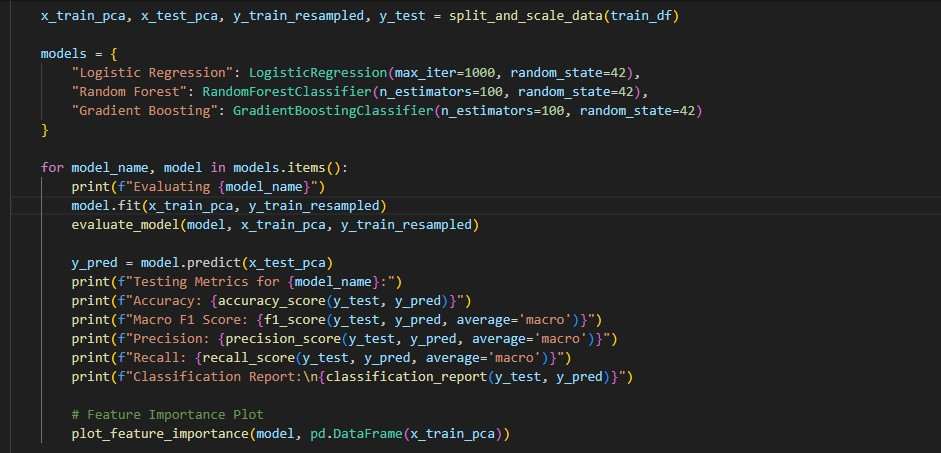 x_train_pca, x_test_pca, y_train_resampled, y_test = split_and_scale_data(train_df)
models = {
"Logistic Regression": LogisticRegression(max_iter=1000, random_state=42),
"Random Forest": RandomForestClassifier(n_estimators=100, random_state=42),
"Gradient Boosting": GradientBoostingClassifier(n_estimators=100, random_state=42)
}
for model_name, model in models.items():
print(f"Evaluating {model_name}")
model.fit(x_train_pca, y_train_resampled)
evaluate_model(model, x_train_pca, y_train_resampled)
y_pred = model.predict(x_test_pca)
print(f"Testing Metrics for {model_name}:")
print(f"Accuracy: {accuracy_score(y_test, y_pred)}")
print(f"Macro F1 Score: {f1_score(y_test, y_pred, average='macro')}")
print(f"Precision: {precision_score(y_test, y_pred, average='macro')}")
print(f"Recall: {recall_score(y_test, y_pred, average='macro')}")
print(f"Classification Report:\n{classification_report(y_test, y_pred)}")
# Feature Importance Plot
plot_feature_importance(model, pd.DataFrame(x_train_pca))